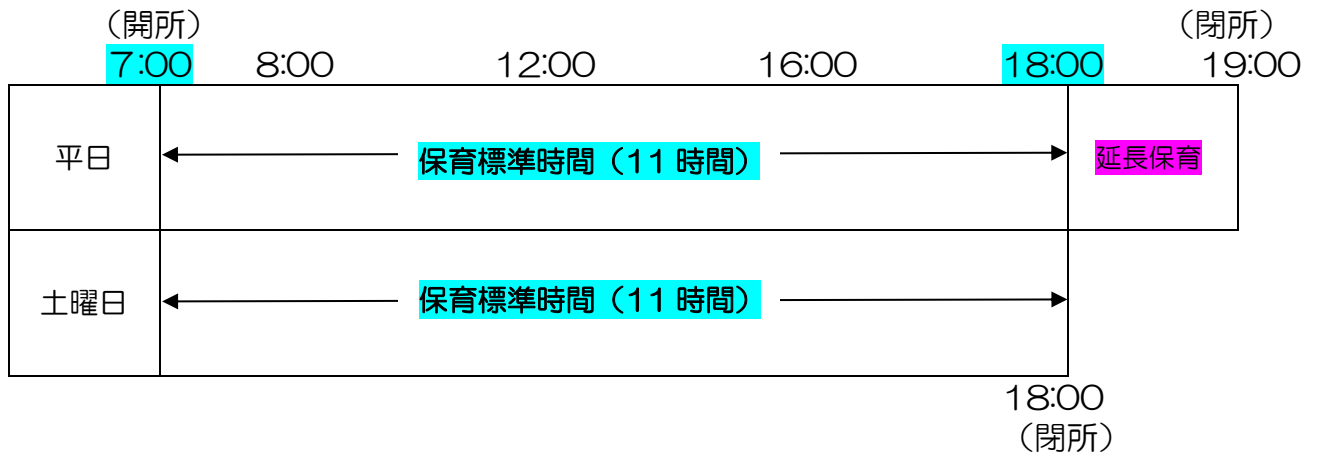 （開所） （閉所）
7:00 8:00 12:00 16:00 18:00 19:00
平日 保育標準時間（11 時間） 延長保育
土曜日 保育標準時間（11 時間）
18:00
（閉所）